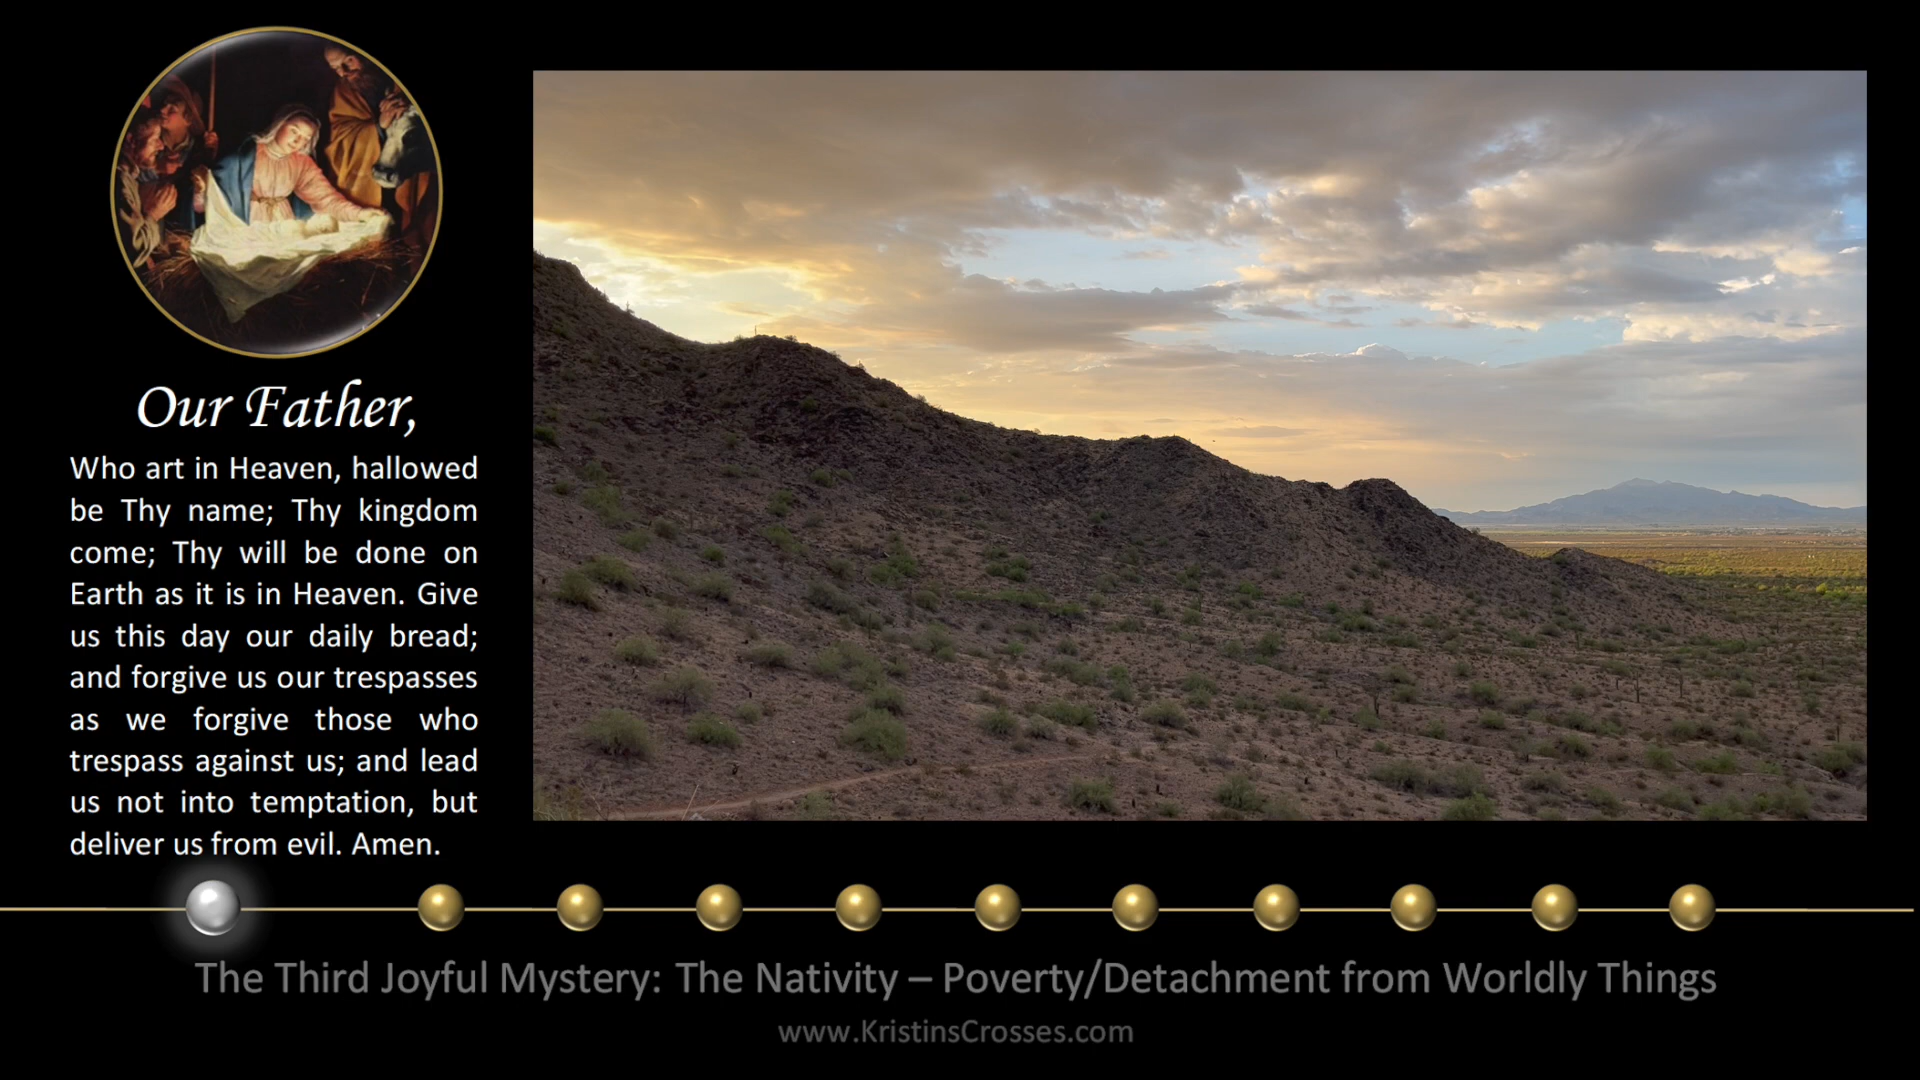 Our Father,
Who art in Heaven, hallowed
be Thy name; Thy kingdom
come; Thy will be done on
Earth as it is in Heaven. Give
us this day our daily bread;
and forgive us our trespasses
as we forgive those who
trespass against us; and lead
us not into temptation, but
deliver us from evil. Amen.
The Third Joyful Mystery: The Nativity – Poverty/Detachment from Worldly Things
www.KristinsCrosses.com